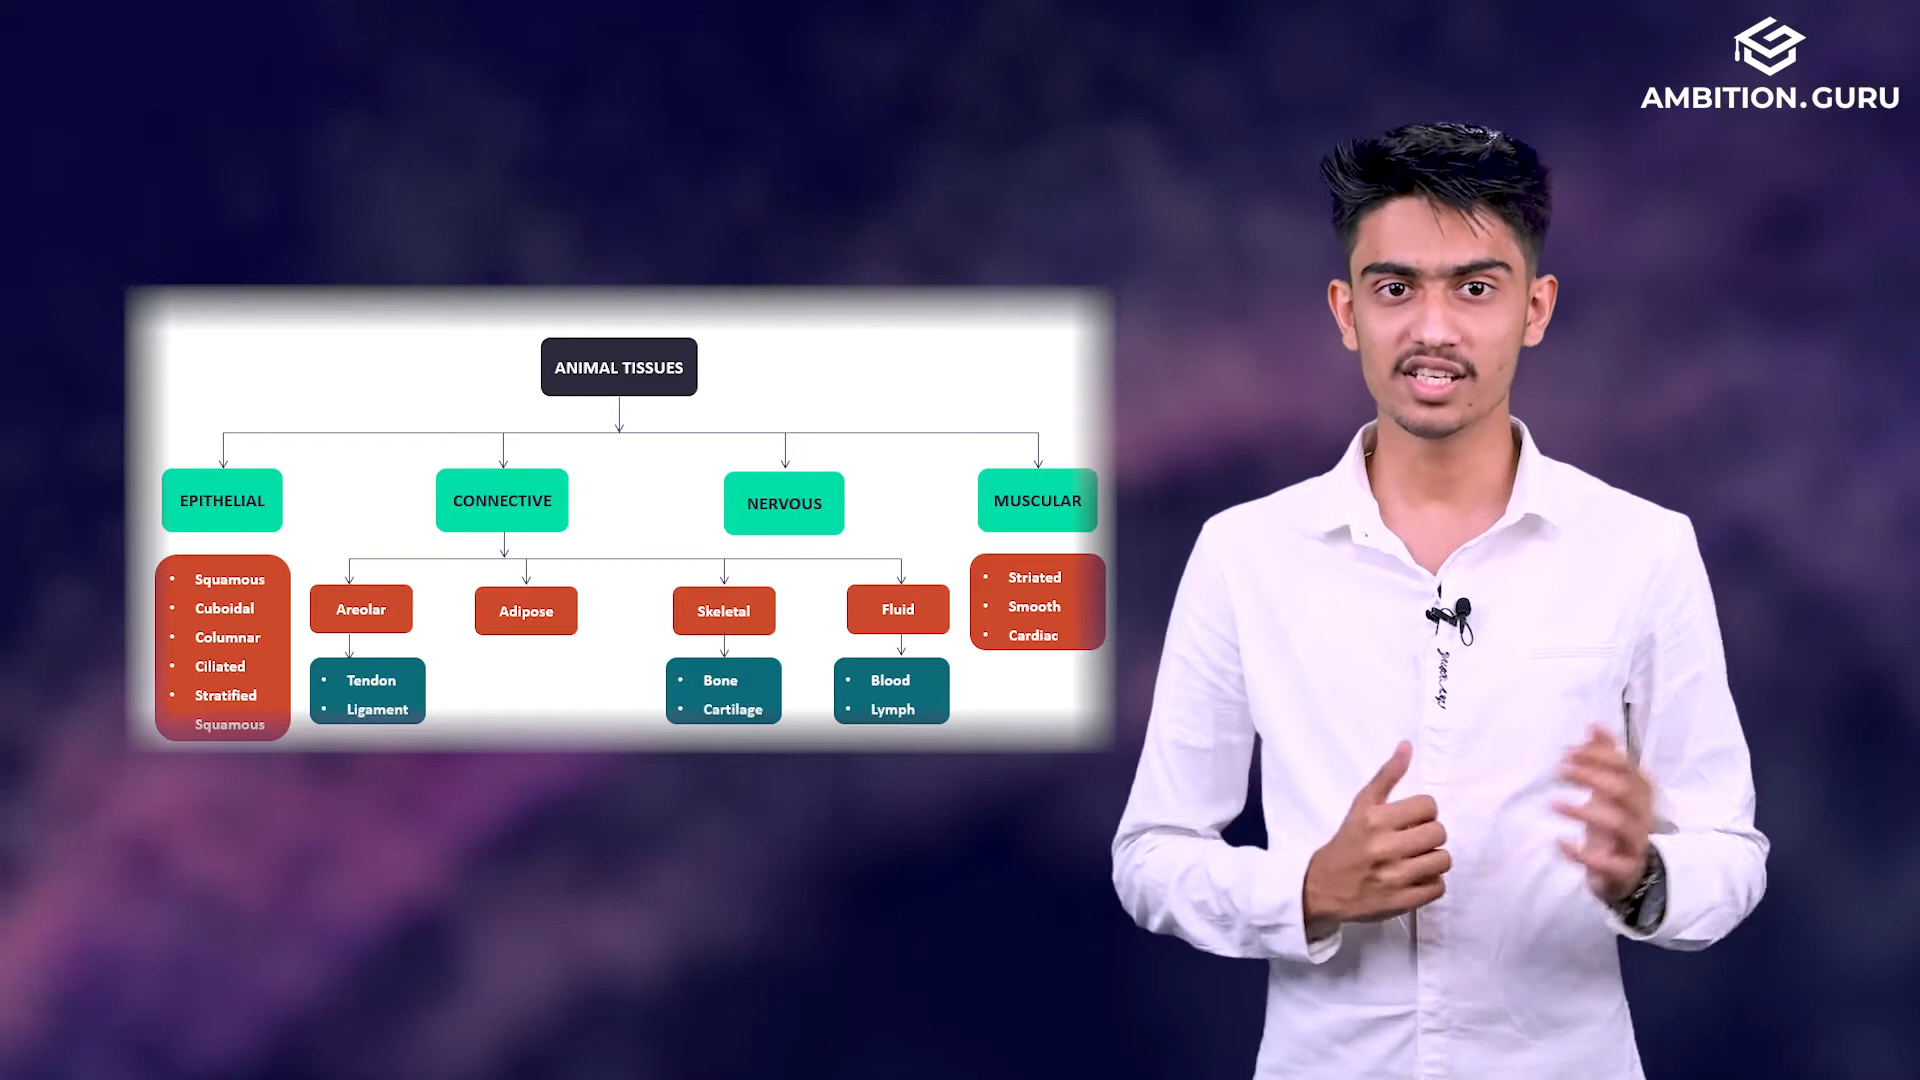 AMBITION.GURU
ANIMAL TISSUES
EPITHELIAL
CONNECTIVE
NERVOUS
MUSCULAR
• Squamous
• Cuboidal
• Columnar
• Ciliated
• Stratified
Squamous
Areolar
Adipose
Skeletal
Fluid
• Striated
• Smooth
• Cardiac
• Tendon
• Ligament
• Bone
• Cartilage
• Blood
• Lymph